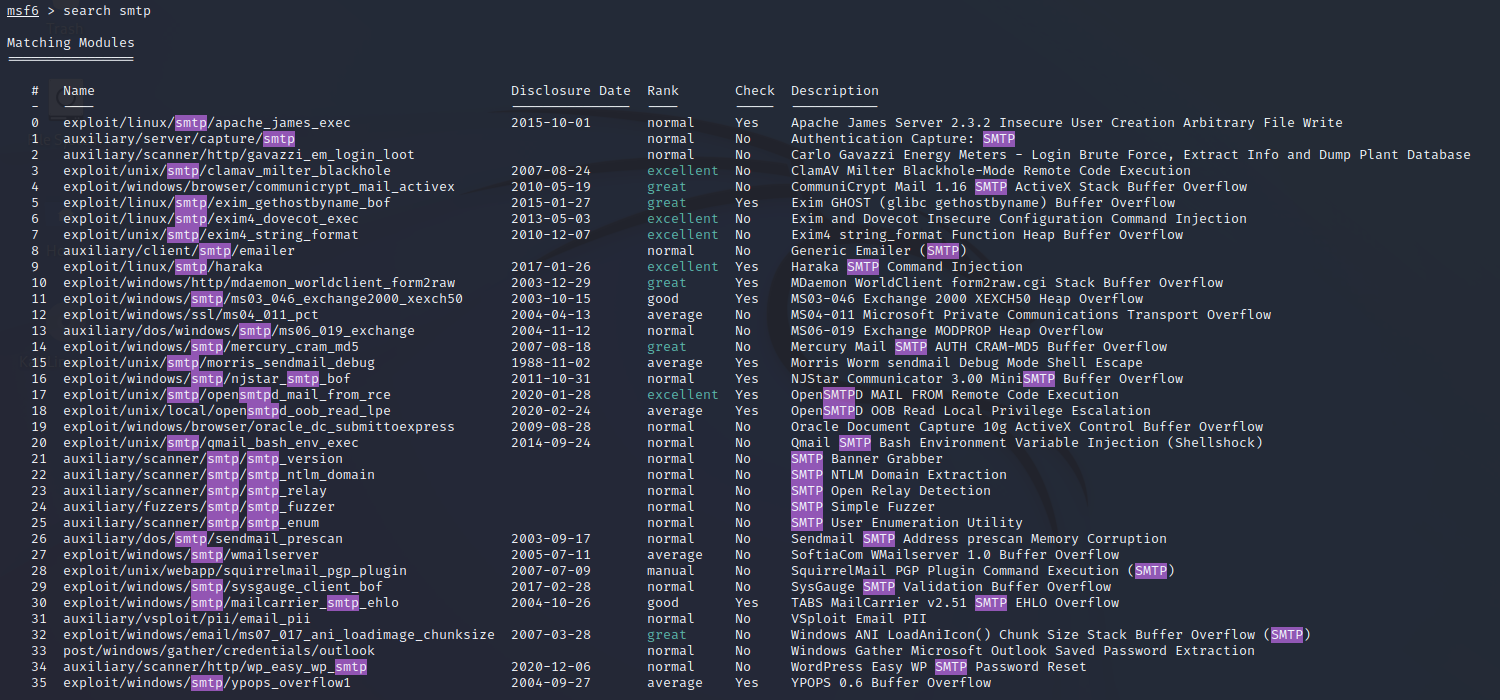 msf6 > search smtp
Matching Modules
================
# Name Disclosure Date Rank Check Description
- ---- --------------- ---- ----- -----------
0 exploit/linux/smtp/apache_james_exec 2015-10-01 normal Yes Apache James Server 2.3.2 Insecure User Creation Arbitrary File Write
1 auxiliary/server/capture/smtp normal No Authentication Capture: SMTP
2 auxiliary/scanner/http/gavazzi_em_login_loot normal No Carlo Gavazzi Energy Meters - Login Brute Force, Extract Info and Dump Plant Database
3 exploit/unix/smtp/clamav_milter_blackhole 2007-08-24 excellent No ClamAV Milter Blackhole-Mode Remote Code Execution
4 exploit/windows/browser/communicrypt_mail_activex 2010-05-19 great No CommuniCrypt Mail 1.16 SMTP ActiveX Stack Buffer Overflow
5 exploit/linux/smtp/exim_gethostbyname_bof 2015-01-27 great Yes Exim GHOST (glibc gethostbyname) Buffer Overflow
6 exploit/linux/smtp/exim4_dovecot_exec 2013-05-03 excellent No Exim and Dovecot Insecure Configuration Command Injection
7 exploit/unix/smtp/exim4_string_format 2010-12-07 excellent No Exim4 string_format Function Heap Buffer Overflow
8 auxiliary/client/smtp/emailer normal No Generic Emailer (SMTP)
9 exploit/linux/smtp/haraka 2017-01-26 excellent Yes Haraka SMTP Command Injection
10 exploit/windows/http/mdaemon_worldclient_form2raw 2003-12-29 great Yes MDaemon WorldClient form2raw.cgi Stack Buffer Overflow
11 exploit/windows/smtp/ms03_046_exchange2000_xexch50 2003-10-15 good Yes MS03-046 Exchange 2000 XEXCH50 Heap Overflow
12 exploit/windows/ssl/ms04_011_pct 2004-04-13 average No MS04-011 Microsoft Private Communications Transport Overflow
13 auxiliary/dos/windows/smtp/ms06_019_exchange 2004-11-12 normal No MS06-019 Exchange MODPROP Heap Overflow
14 exploit/windows/smtp/mercury_cram_md5 2007-08-18 great No Mercury Mail SMTP AUTH CRAM-MD5 Buffer Overflow
15 exploit/unix/smtp/morris_sendmail_debug 1988-11-02 average Yes Morris Worm sendmail Debug Mode Shell Escape
16 exploit/windows/smtp/njstar_smtp_bof 2011-10-31 normal Yes NJStar Communicator 3.00 MiniSMTP Buffer Overflow
17 exploit/unix/smtp/opensmtpd_mail_from_rce 2020-01-28 excellent Yes OpenSMTPD MAIL FROM Remote Code Execution
18 exploit/unix/local/opensmtpd_oob_read_lpe 2020-02-24 average Yes OpenSMTPD OOB Read Local Privilege Escalation
19 exploit/windows/browser/oracle_dc_submittoexpress 2009-08-28 normal No Oracle Document Capture 10g ActiveX Control Buffer Overflow
20 exploit/unix/smtp/qmail_bash_env_exec 2014-09-24 normal No Qmail SMTP Bash Environment Variable Injection (Shellshock)
21 auxiliary/scanner/smtp/smtp_version normal No SMTP Banner Grabber
22 auxiliary/scanner/smtp/smtp_ntlm_domain normal No SMTP NTLM Domain Extraction
23 auxiliary/scanner/smtp/smtp_relay normal No SMTP Open Relay Detection
24 auxiliary/fuzzers/smtp/smtp_fuzzer normal No SMTP Simple Fuzzer
25 auxiliary/scanner/smtp/smtp_enum normal No SMTP User Enumeration Utility
26 auxiliary/dos/smtp/sendmail_prescan 2003-09-17 normal No Sendmail SMTP Address prescan Memory Corruption
27 exploit/windows/smtp/wmailserver 2005-07-11 average No SoftiaCom WMailserver 1.0 Buffer Overflow
28 exploit/unix/webapp/squirrelmail_pgp_plugin 2007-07-09 manual No SquirrelMail PGP Plugin Command Execution (SMTP)
29 exploit/windows/smtp/sysgauge_client_bof 2017-02-28 normal No SysGauge SMTP Validation Buffer Overflow
30 exploit/windows/smtp/mailcarrier_smtp_ehlo 2004-10-26 good Yes TABS MailCarrier v2.51 SMTP EHLO Overflow
31 auxiliary/vsploit/pii/email_pii normal No VSploit Email PII
32 exploit/windows/email/ms07_017_ani_loadimage_chunksize 2007-03-28 great No Windows ANI LoadAniIcon() Chunk Size Stack Buffer Overflow (SMTP)
33 post/windows/gather/credentials/outlook normal No Windows Gather Microsoft Outlook Saved Password Extraction
34 auxiliary/scanner/http/wp_easy_wp_smtp 2020-12-06 normal No WordPress Easy WP SMTP Password Reset
35 exploit/windows/smtp/ypops_overflow1 2004-09-27 average Yes YPOPS 0.6 Buffer Overflow